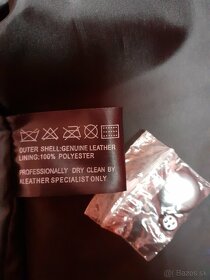 OUTER SHELL:GENUINE LEATHER
LINING:100% POLYESTER
PROFESSIONALLY DRY CLEAN BY
LEATHER SPECIALIST ONLY
Bazos.sk